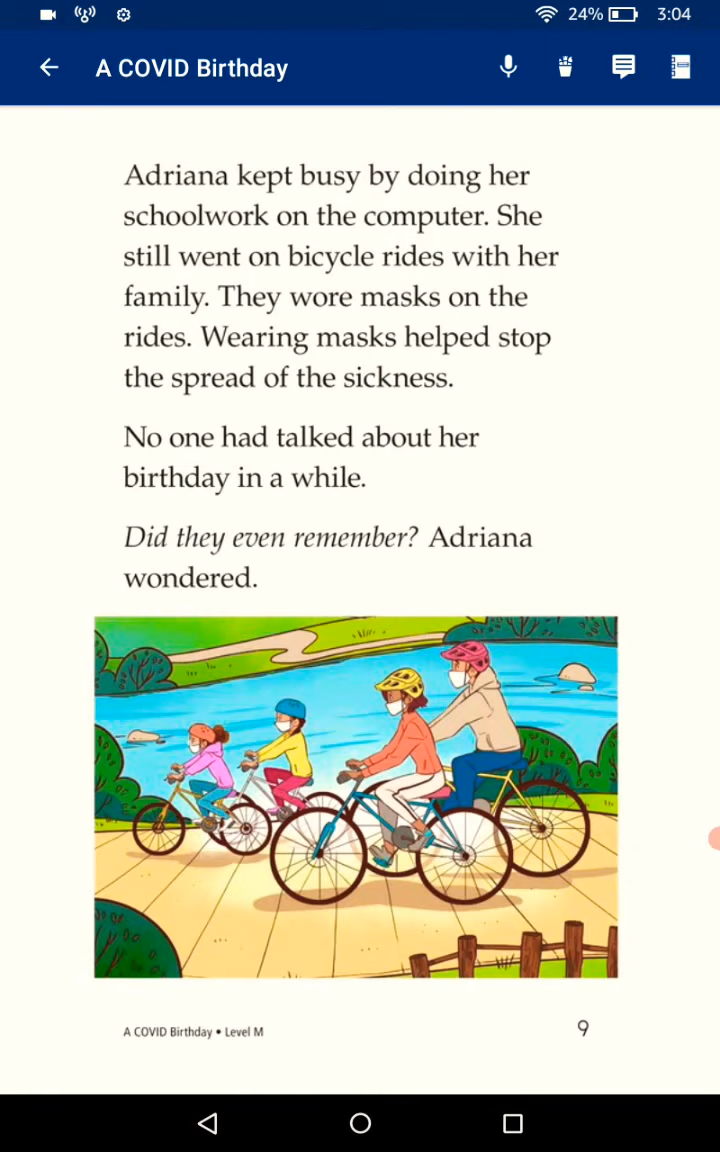 24% 3:04
A COVID Birthday
Adriana kept busy by doing her
schoolwork on the computer. She
still went on bicycle rides with her
family. They wore masks on the
rides. Wearing masks helped stop
the spread of the sickness.
No one had talked about her
birthday in a while.
Did they even remember? Adriana
wondered.
A COVID Birthday • Level M 9